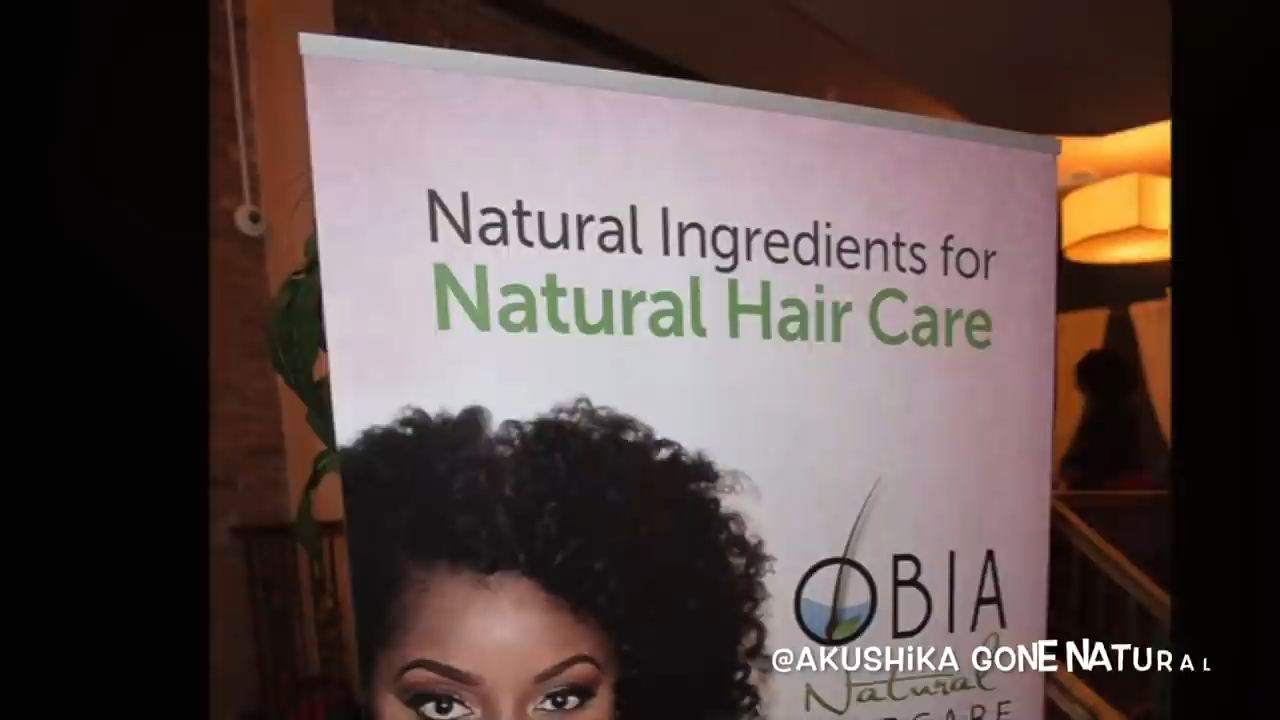 Natural Ingredients for
Natural Hair Care
OBIA
@AKUSHiKA GONE NATURAL
Natural